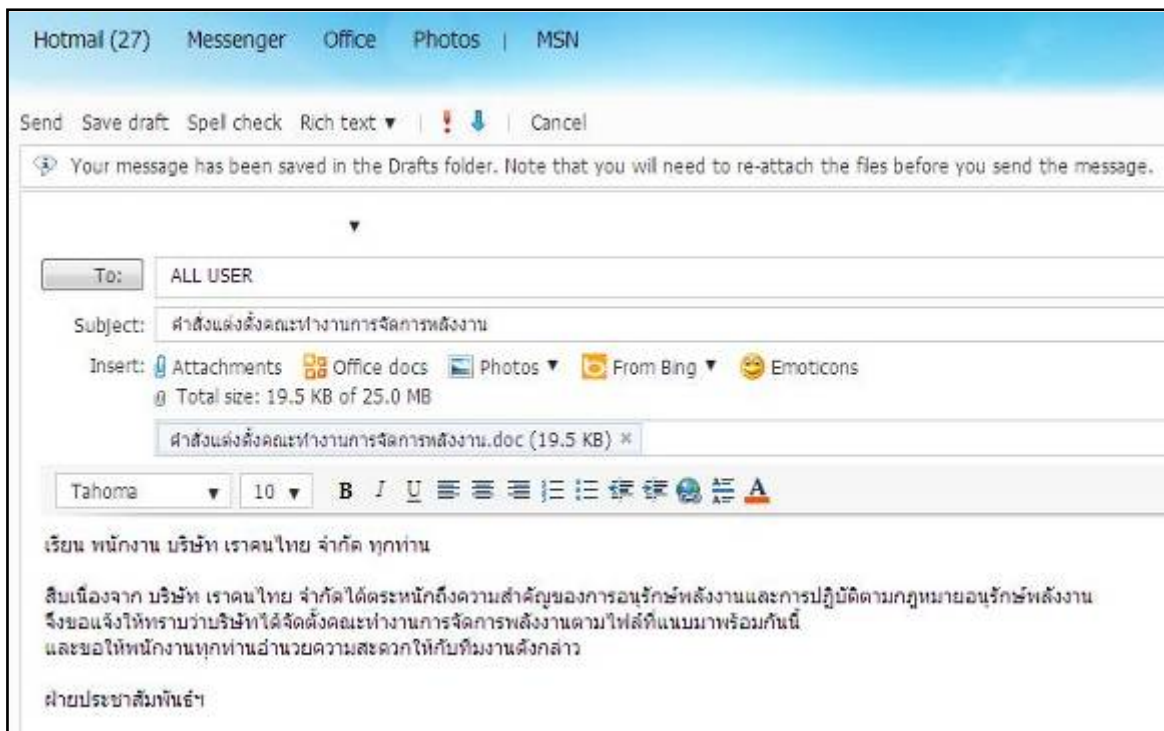 Hotmail (27) Messenger Office Photos | MSN
Send Save draft Spell check Rich text ▼ | | Cancel
Your message has been saved in the Drafts folder. Note that you will need to re-attach the files before you send the message.
To: ALL USER
Subject: คำสั่งแต่งตั้งคณะทำงานการจัดการพลังงาน
Insert: Attachments Office docs Photos ▼ From Bing ▼ Emoticons
Total size: 19.5 KB of 25.0 MB
คำสั่งแต่งตั้งคณะทำงานการจัดการพลังงาน.doc (19.5 KB) ×
Tahoma ▼ 10 ▼ B I U A
เรียน พนักงาน บริษัท เราคนไทย จำกัด ทุกท่าน
สืบเนื่องจาก บริษัท เราคนไทย จำกัดได้ตระหนักถึงความสำคัญของการอนุรักษ์พลังงานและการปฏิบัติตามกฎหมายอนุรักษ์พลังงาน
จึงขอแจ้งให้ทราบว่าบริษัทได้จัดตั้งคณะทำงานการจัดการพลังงานตามไฟล์ที่แนบมาพร้อมกันนี้
และขอให้พนักงานทุกท่านอำนวยความสะดวกให้กับทีมงานดังกล่าว
ฝ่ายประชาสัมพันธ์ฯ